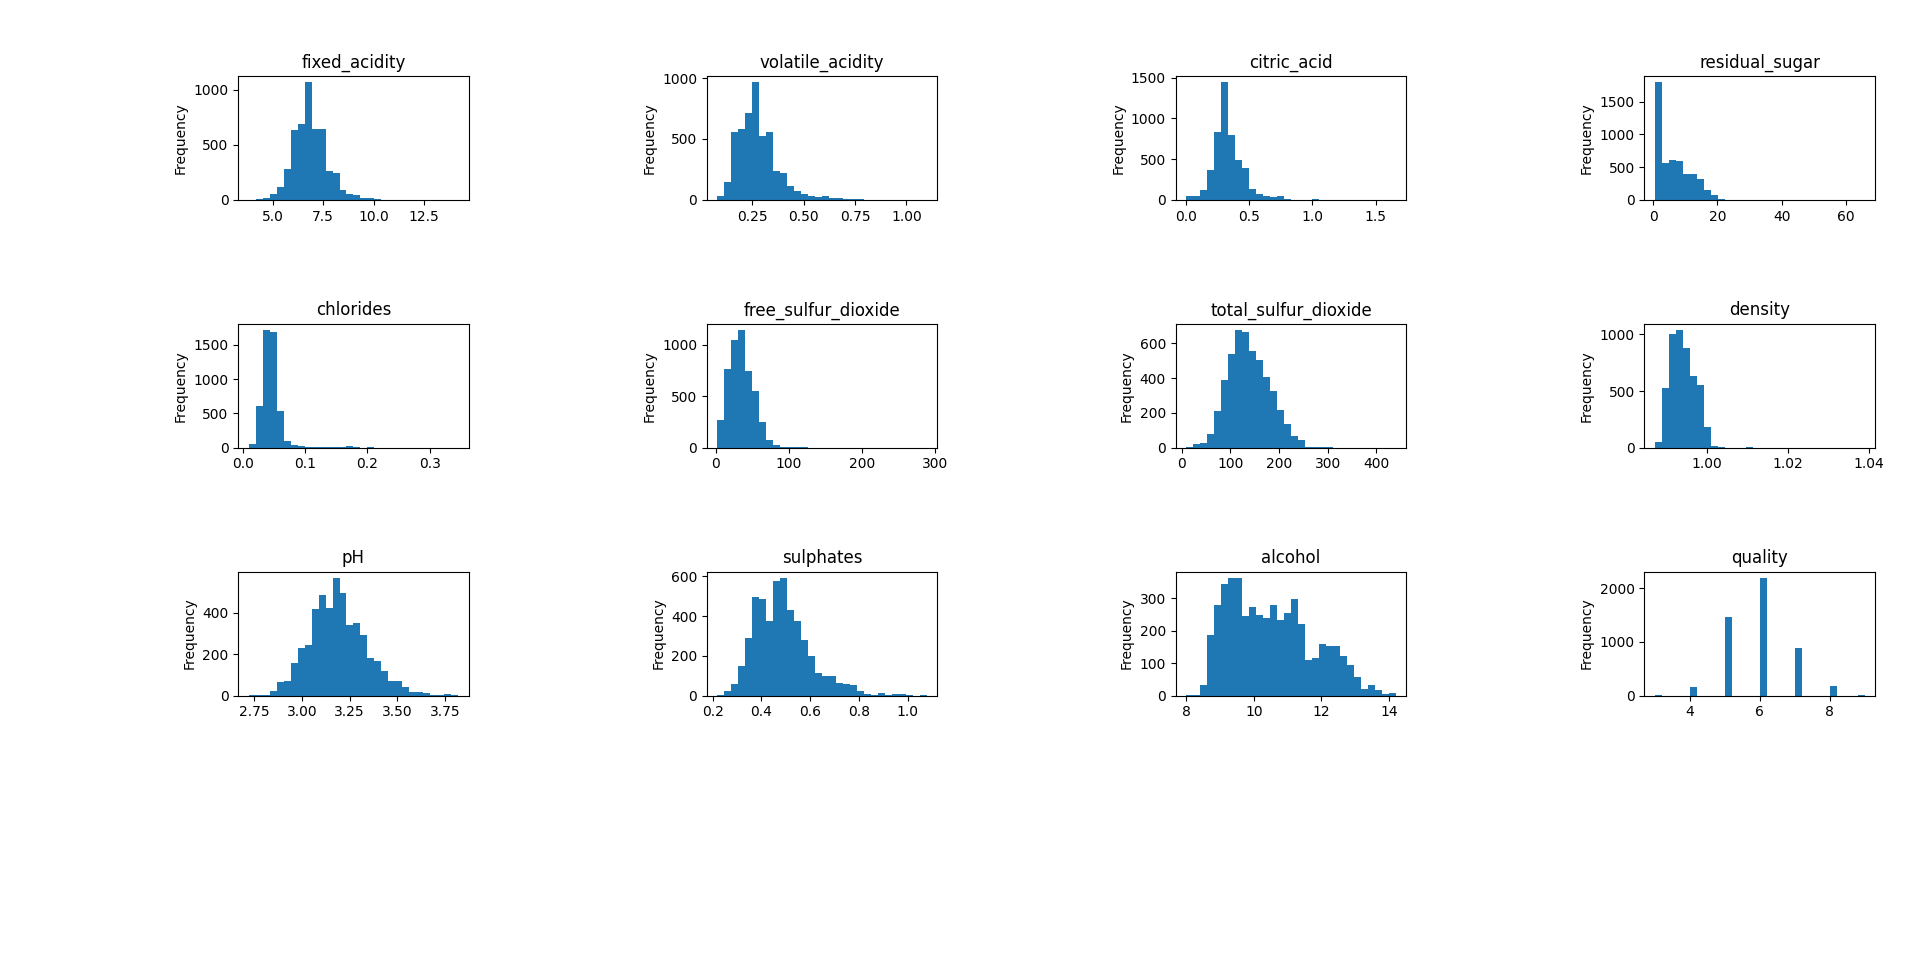 fixed_acidity
Frequency
0
500
1000
5.0 7.5 10.0 12.5
volatile_acidity
Frequency
0
500
1000
0.25 0.50 0.75 1.00
citric_acid
Frequency
0
500
1000
1500
0.0 0.5 1.0 1.5
residual_sugar
Frequency
0
500
1000
1500
0 20 40 60
chlorides
Frequency
0
500
1000
1500
0.0 0.1 0.2 0.3
free_sulfur_dioxide
Frequency
0
500
1000
0 100 200 300
total_sulfur_dioxide
Frequency
0
200
400
600
0 100 200 300 400
density
Frequency
0
500
1000
1.00 1.02 1.04
pH
Frequency
0
200
400
2.75 3.00 3.25 3.50 3.75
sulphates
Frequency
0
200
400
600
0.2 0.4 0.6 0.8 1.0
alcohol
Frequency
0
100
200
300
8 10 12 14
quality
Frequency
0
1000
2000
4 6 8